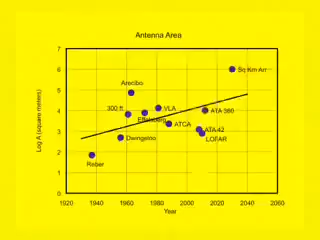 Antenna Area
Log A (square meters)
7
6
5
4
3
2
1
0
Sq Km Arr
Arecibo
300 ft
VLA
ATA 360
Effelsberg
ATCA
ATA 42
LOFAR
Dwingeloo
Reber
1920
1940
1960
1980
2000
2020
2040
2060
Year